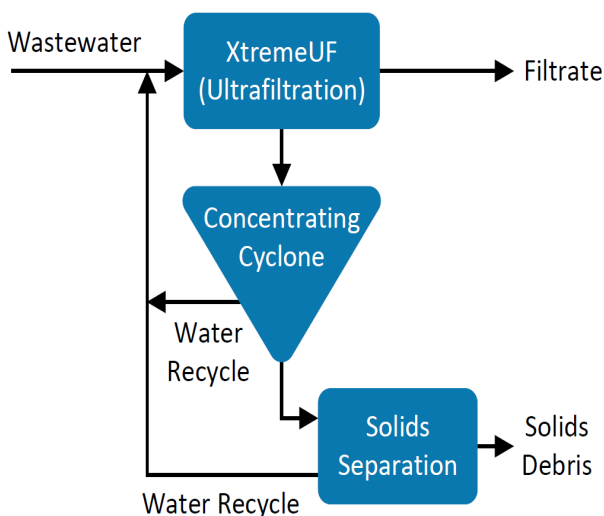 Wastewater
XtremeUF
(Ultrafiltration)
Filtrate
Concentrating
Cyclone
Water
Recycle
Solids
Separation
Solids
Debris
Water Recycle